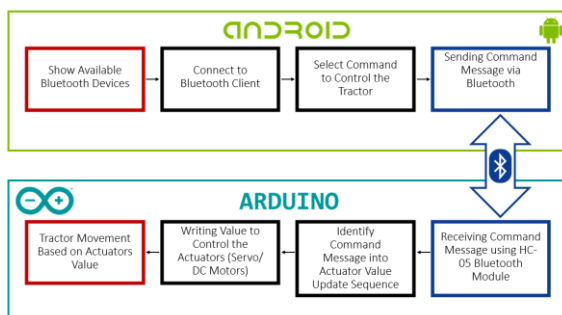 ANDROID
Show Available
Bluetooth Devices
Connect to
Bluetooth Client
Select Command
to Control the
Tractor
Sending Command
Message via
Bluetooth
ARDUINO
Tractor Movement
Based on Actuators
Value
Writing Value to
Control the
Actuators (Servo/
DC Motors)
Identify
Command
Message into
Actuator Value
Update Sequence
Receiving Command
Message using HC-
05 Bluetooth
Module